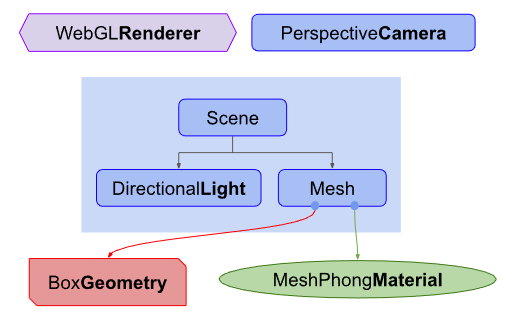 WebGLRenderer
PerspectiveCamera
Scene
DirectionalLight
Mesh
BoxGeometry
MeshPhongMaterial